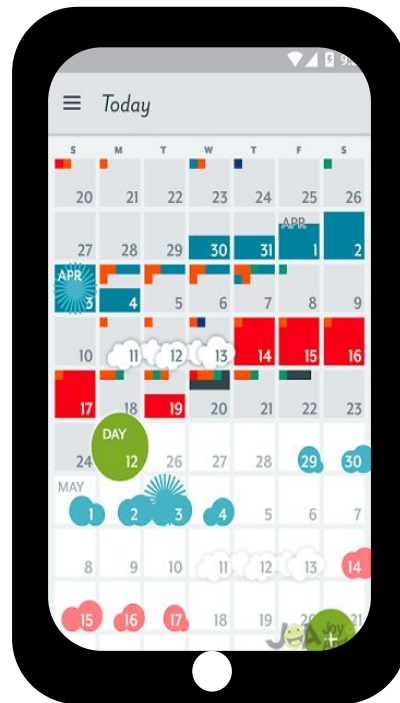 Today
S M T W T F S
20 21 22 23 24 25 26
APR
27 28 29 30 31 1 2
APR
3 4 5 6 7 8 9
10 11 12 13 14 15 16
17 18 19 20 21 22 23
DAY
24 12 26 27 28 29 30
MAY
1 2 3 4 5 6 7
8 9 10 11 12 13 14
15 16 17 18 19 21
+
Joy